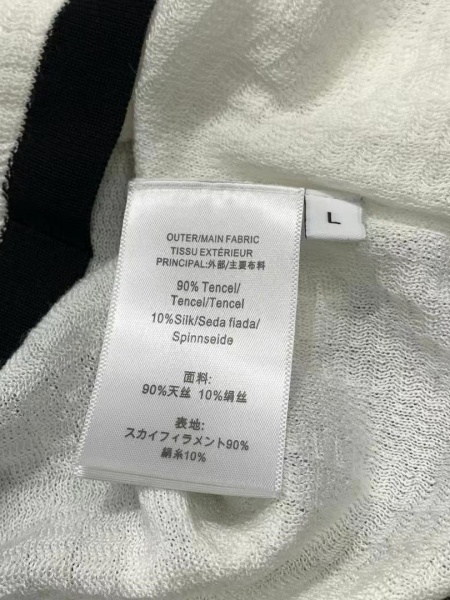 OUTER/MAIN FABRIC
TISSU EXTÉRIEUR
PRINCIPAL:外部/主要布料
90% Tencel/
Tencel/Tencel
10%Silk/Seda fiada/
Spinnseide
面料:
90%天丝 10%绢丝
表地:
スカイフィラメント90%
絹糸10%
L